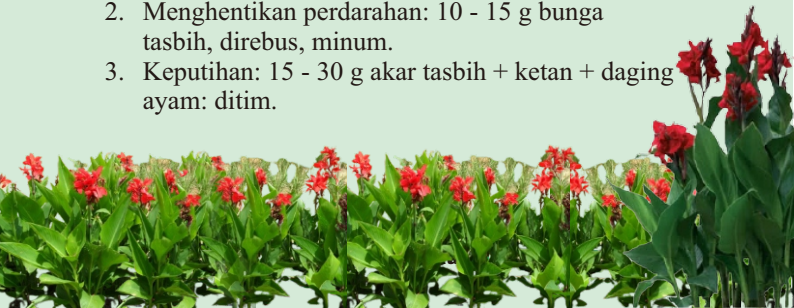 2. Menghentikan perdarahan: 10 - 15 g bunga
tasbih, direbus, minum.
3. Keputihan: 15 - 30 g akar tasbih + ketan + daging
ayam: ditim.